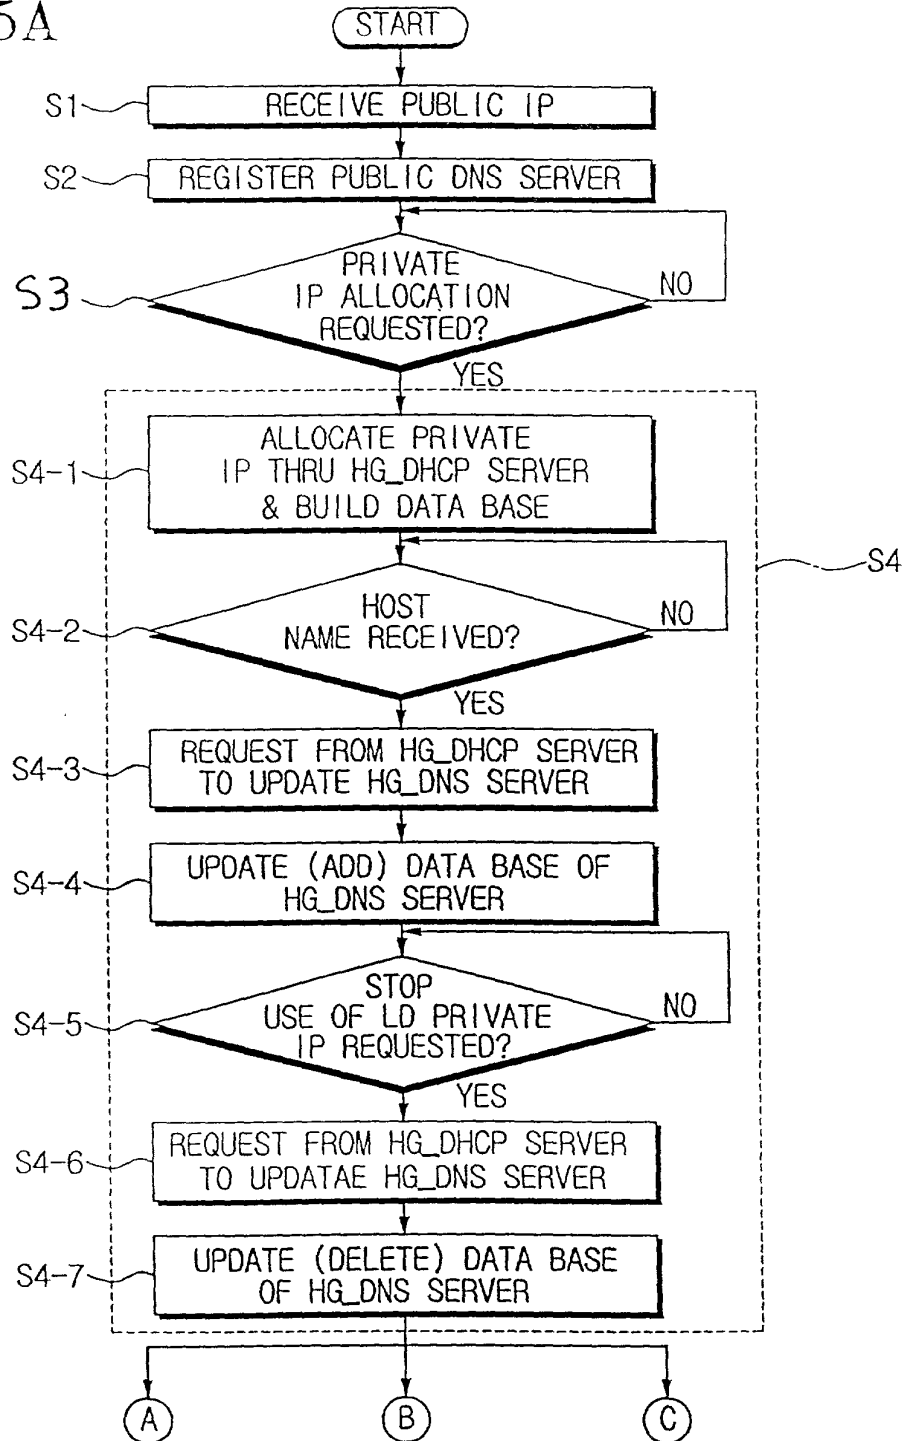 5A
START
S1
RECEIVE PUBLIC IP
S2
REGISTER PUBLIC DNS SERVER
S3
PRIVATE
IP ALLOCATION
REQUESTED?
NO
YES
S4-1
ALLOCATE PRIVATE
IP THRU HG_DHCP SERVER
& BUILD DATA BASE
S4
S4-2
HOST
NAME RECEIVED?
NO
YES
S4-3
REQUEST FROM HG_DHCP SERVER
TO UPDATE HG_DNS SERVER
S4-4
UPDATE (ADD) DATA BASE OF
HG_DNS SERVER
S4-5
STOP
USE OF LD PRIVATE
IP REQUESTED?
NO
YES
S4-6
REQUEST FROM HG_DHCP SERVER
TO UPDATAE HG_DNS SERVER
S4-7
UPDATE (DELETE) DATA BASE
OF HG_DNS SERVER
A
B
C